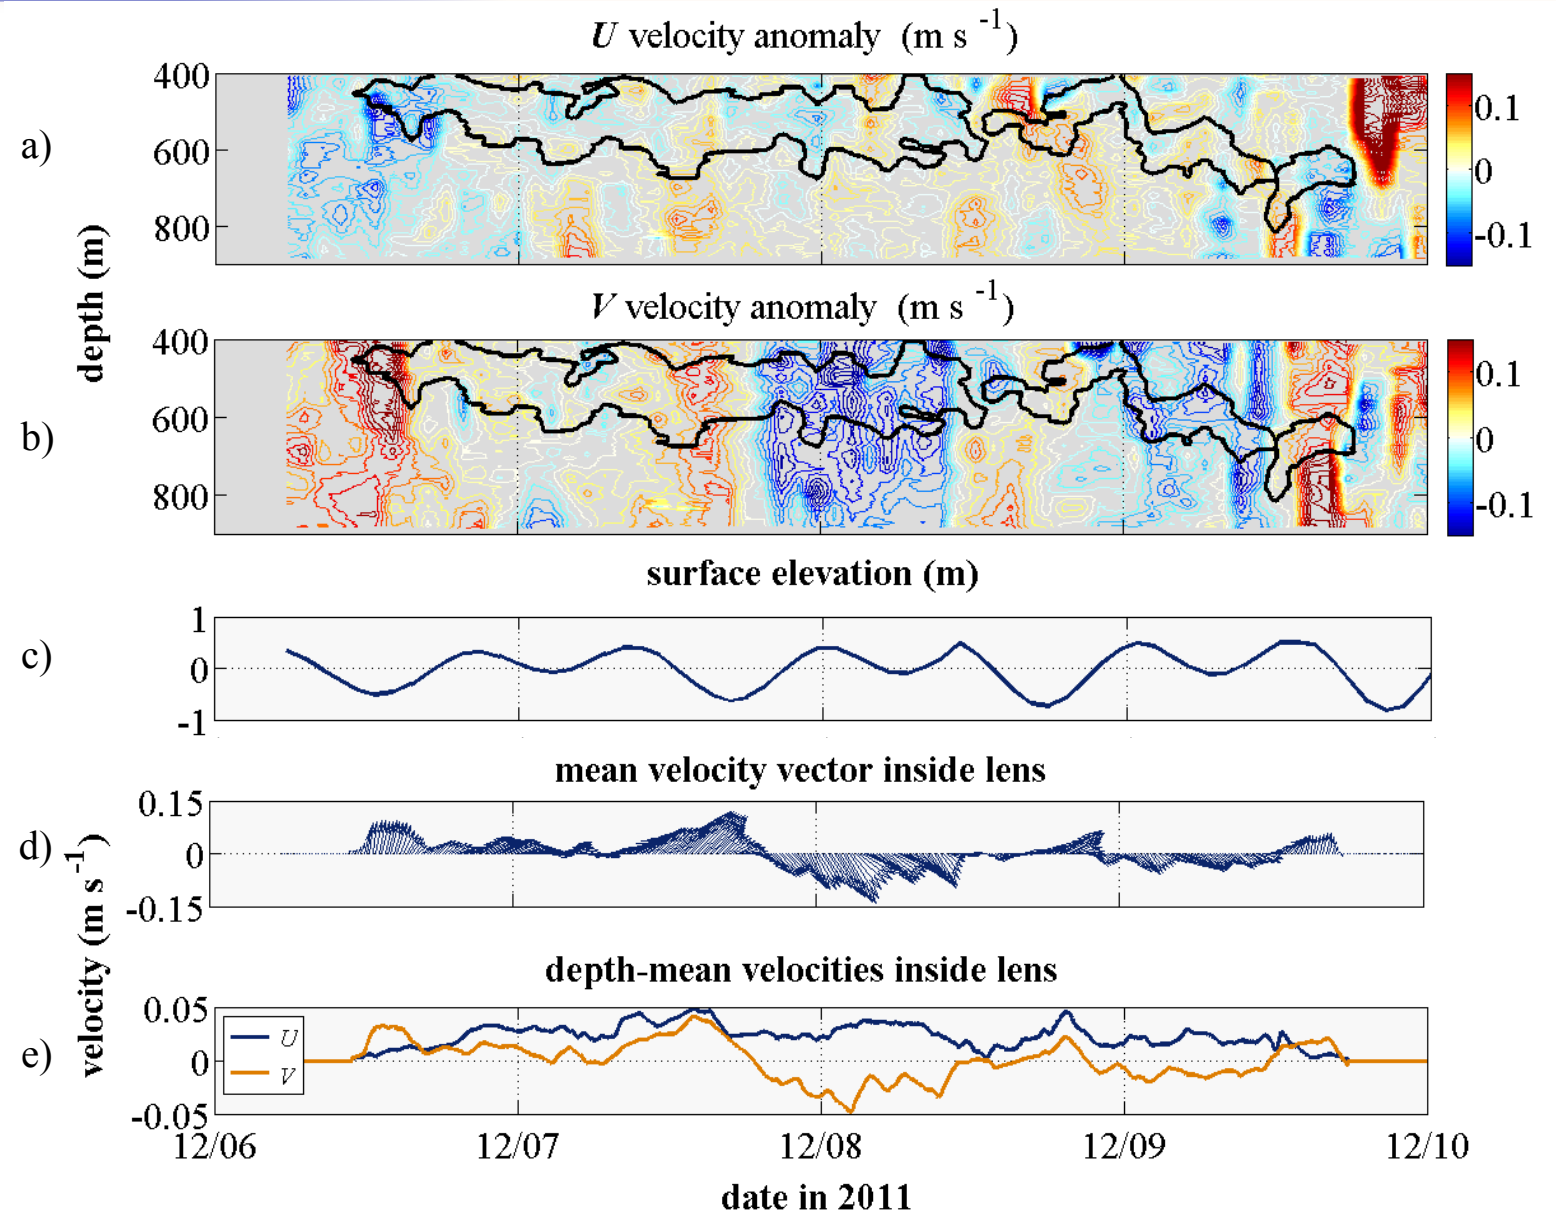 U velocity anomaly (m s -1)
a)
400
600
800
0.1
0
-0.1
depth (m)
V velocity anomaly (m s -1)
b)
400
600
800
0.1
0
-0.1
surface elevation (m)
c)
1
0
-1
mean velocity vector inside lens
d)
0.15
0
-0.15
velocity (m s-1)
depth-mean velocities inside lens
e)
0.05
0
-0.05
U
V
12/06 12/07 12/08 12/09 12/10
date in 2011